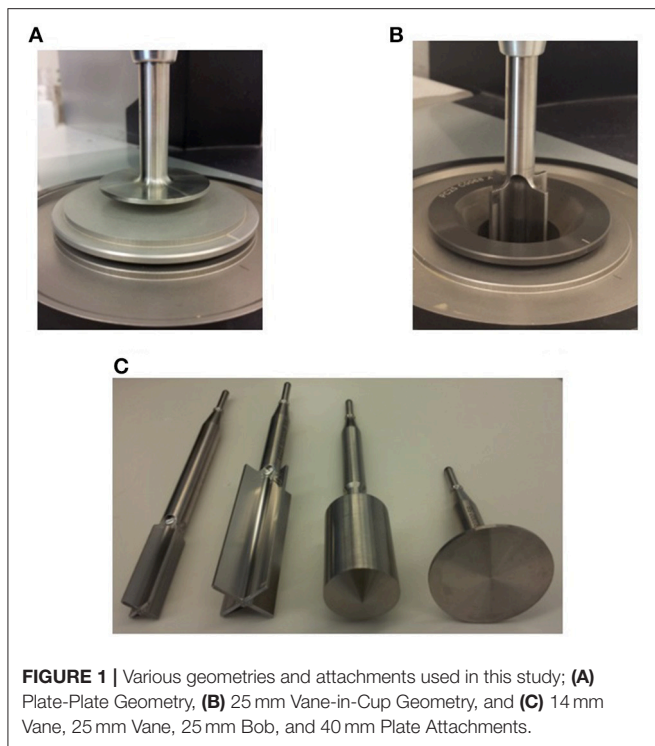 A
B
C
FIGURE 1 | Various geometries and attachments used in this study; (A)
Plate-Plate Geometry, (B) 25 mm Vane-in-Cup Geometry, and (C) 14 mm
Vane, 25 mm Vane, 25 mm Bob, and 40 mm Plate Attachments.